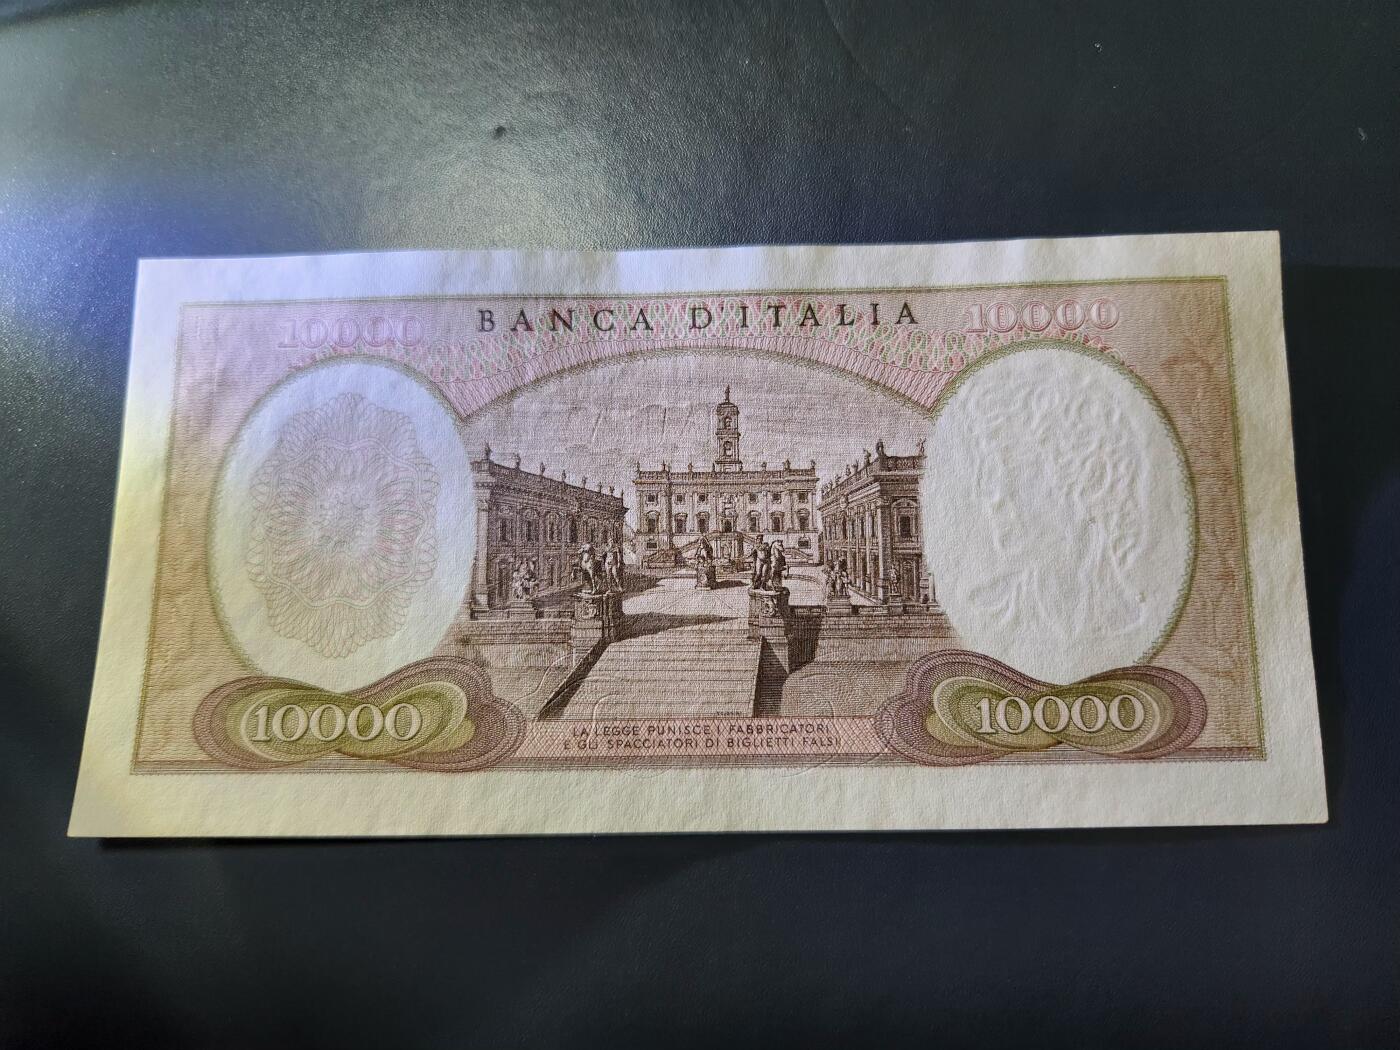 10000 BANCA D'ITALIA 10000
10000 10000
LA LEGGE PUNISCE I FABBRICATORI
E GLI SPACCIATORI DI BIGLIETTI FALSI